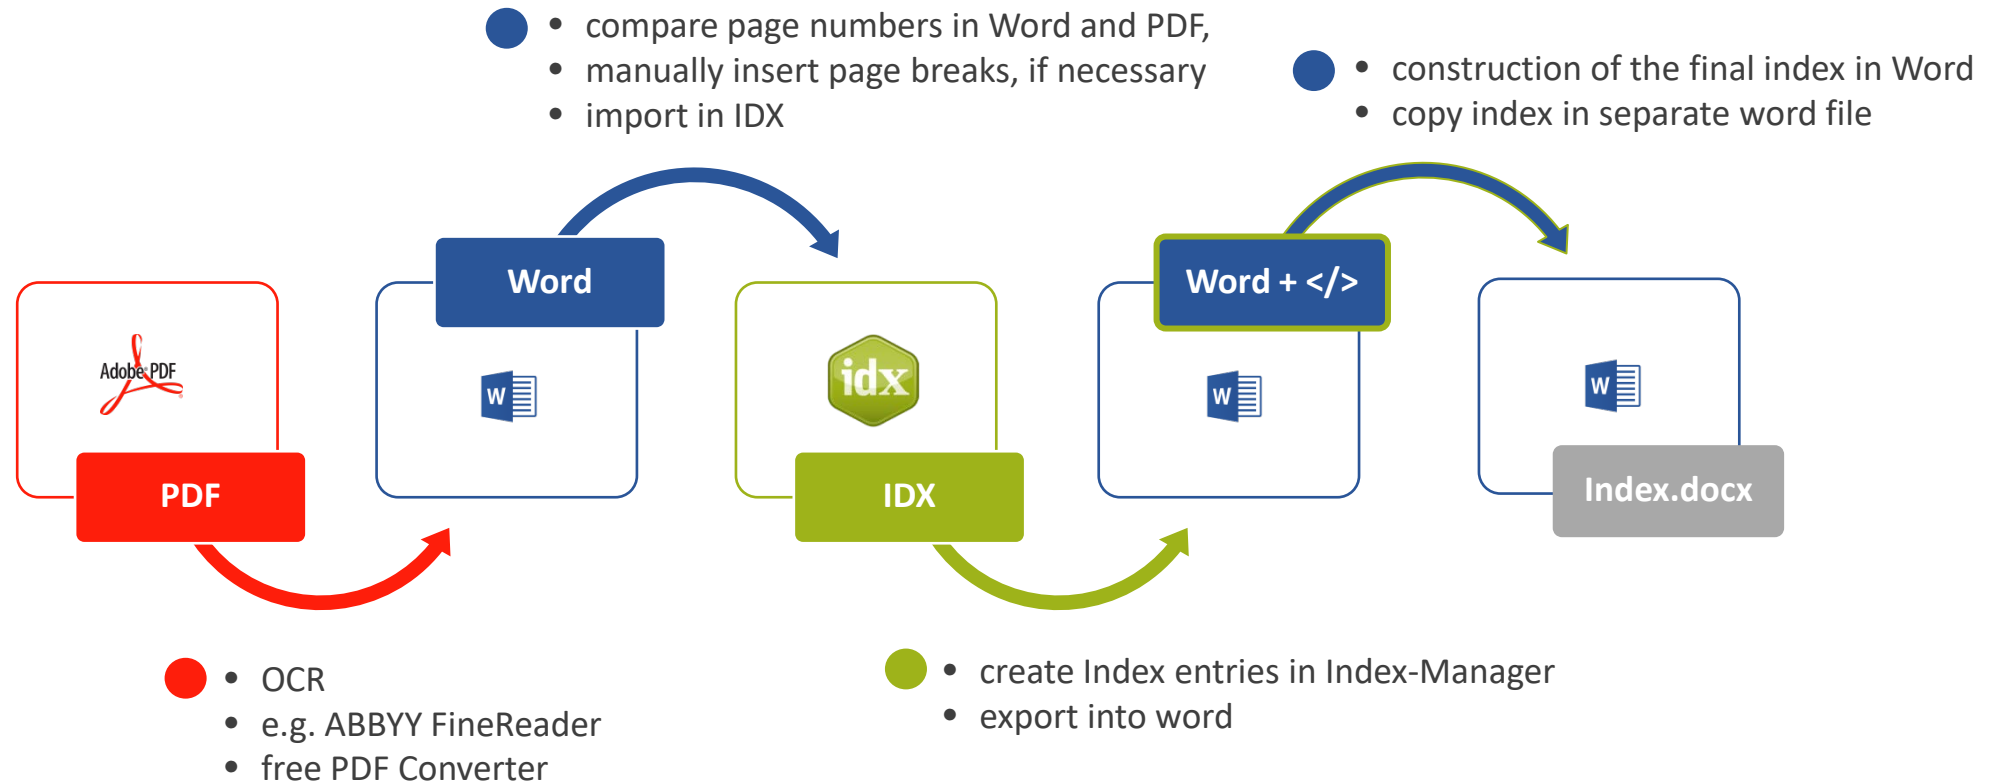 • compare page numbers in Word and PDF,
• manually insert page breaks, if necessary
• import in IDX
• construction of the final index in Word
• copy index in separate word file
Word
Word + </>
Adobe PDF
W
idx
W
W
PDF
IDX
Index.docx
• OCR
• e.g. ABBYY FineReader
• free PDF Converter
• create Index entries in Index-Manager
• export into word